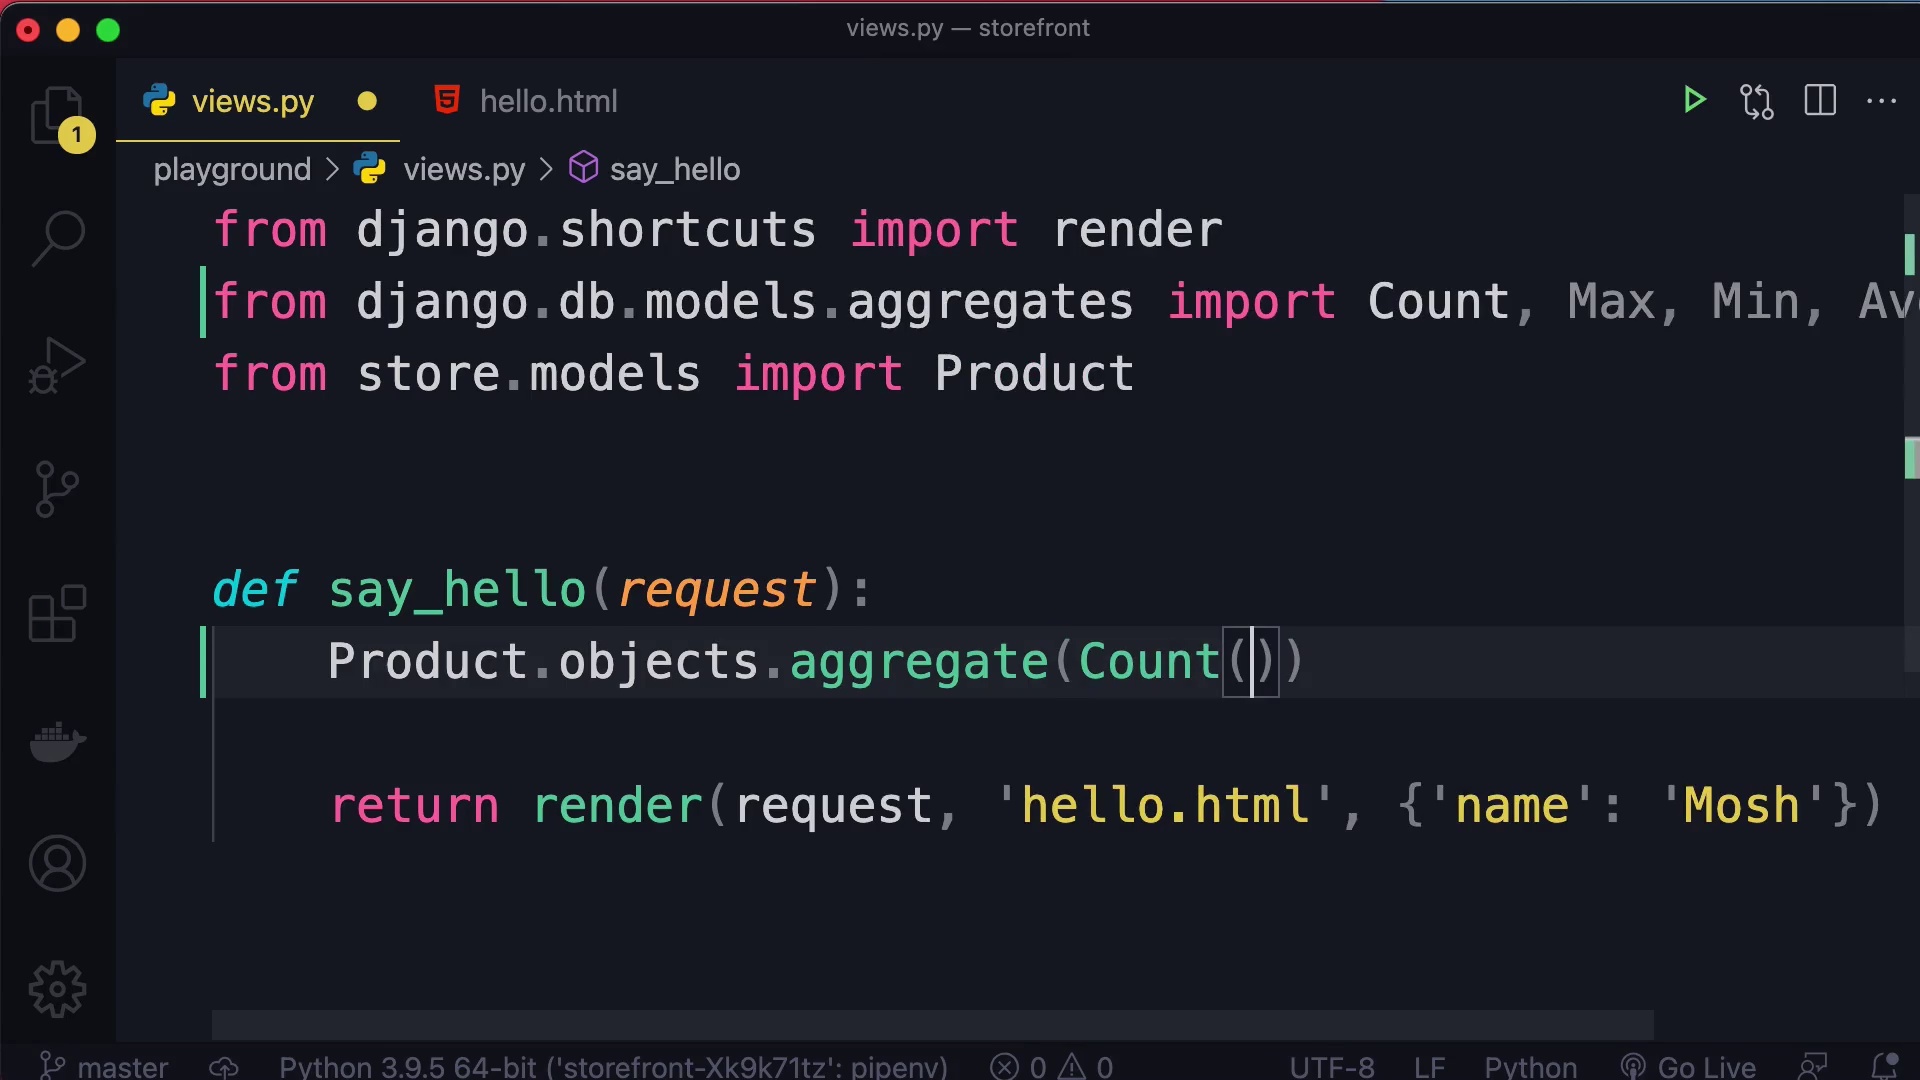 views.py — storefront
views.py
hello.html
1
playground > views.py > say_hello
from django.shortcuts import render
from django.db.models.aggregates import Count, Max, Min,
from store.models import Product
def say_hello(request):
Product.objects.aggregate(Count())
return render(request, 'hello.html', {'name': 'Mosh'})
master Python 3.9.5 64-bit ('storefront-Xk9k71tz': pipenv) 0 0 UTF-8 LF Python Go Live